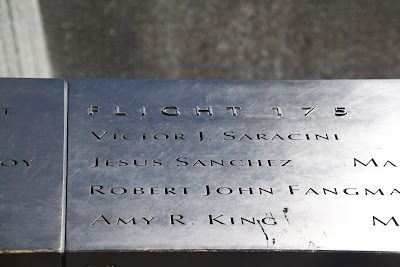 FLIGHT 175
VICTOR J. SARACINI
JESUS SANCHEZ
ROBERT JOHN FANGMA
AMY R. KING